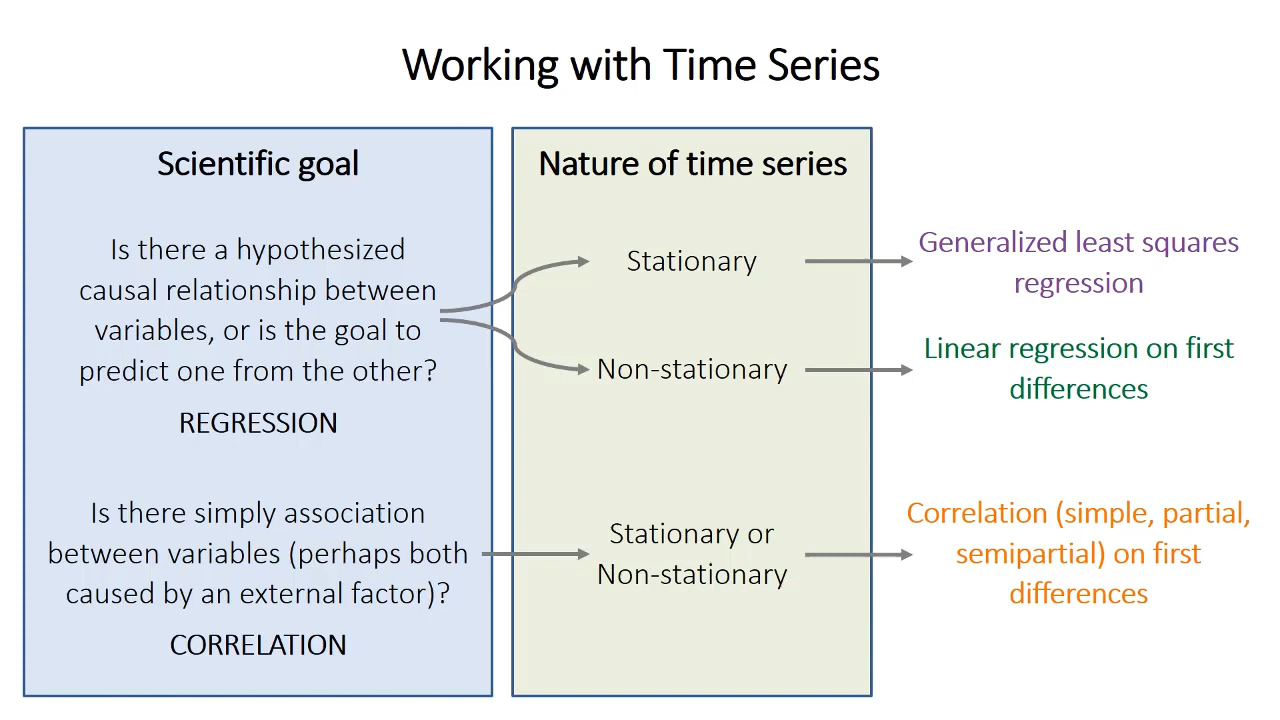 Working with Time Series
Scientific goal
Is there a hypothesized
causal relationship between
variables, or is the goal to
predict one from the other?
REGRESSION
Is there simply association
between variables (perhaps both
caused by an external factor)?
CORRELATION
Nature of time series
Stationary
Non-stationary
Stationary or
Non-stationary
Generalized least squares
regression
Linear regression on first
differences
Correlation (simple, partial,
semipartial) on first
differences